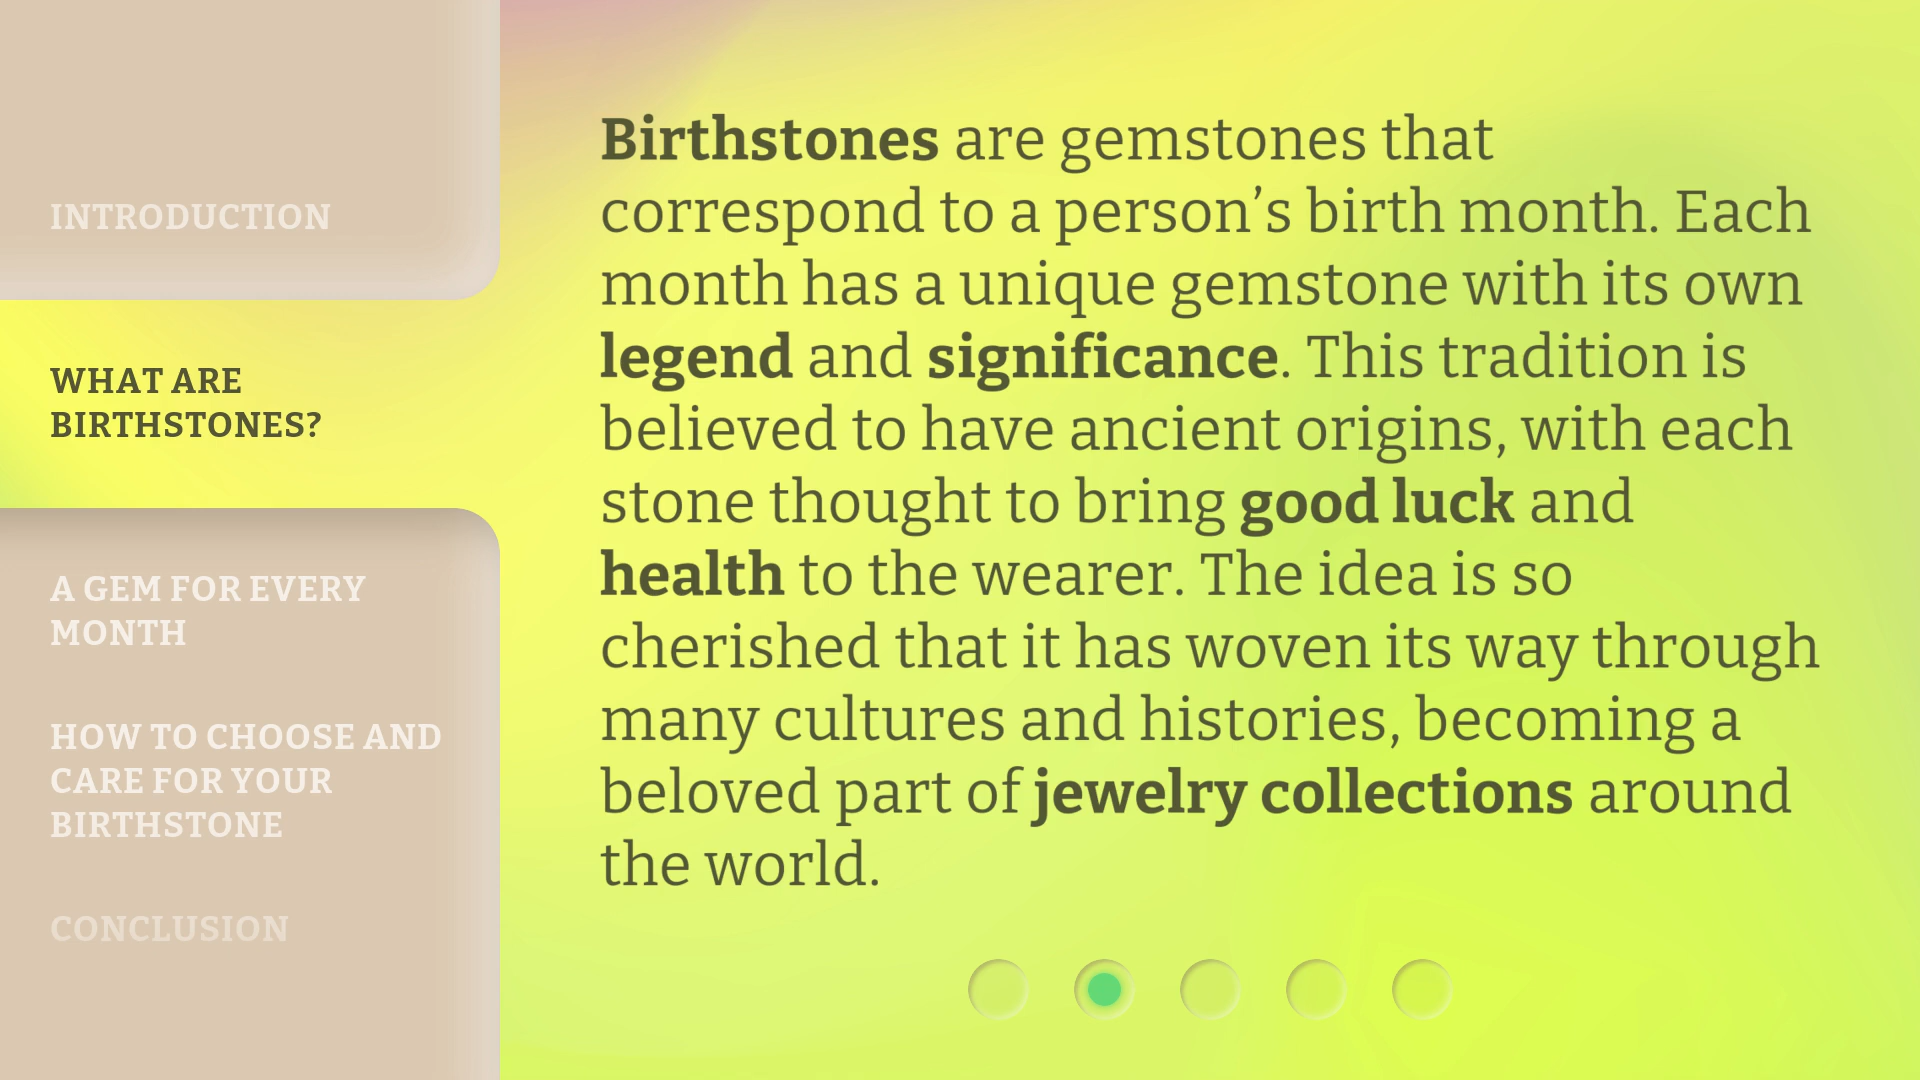 INTRODUCTION
WHAT ARE
BIRTHSTONES?
A GEM FOR EVERY
MONTH
HOW TO CHOOSE AND
CARE FOR YOUR
BIRTHSTONE
CONCLUSION
Birthstones are gemstones that
correspond to a person’s birth month. Each
month has a unique gemstone with its own
legend and significance. This tradition is
believed to have ancient origins, with each
stone thought to bring good luck and
health to the wearer. The idea is so
cherished that it has woven its way through
many cultures and histories, becoming a
beloved part of jewelry collections around
the world.